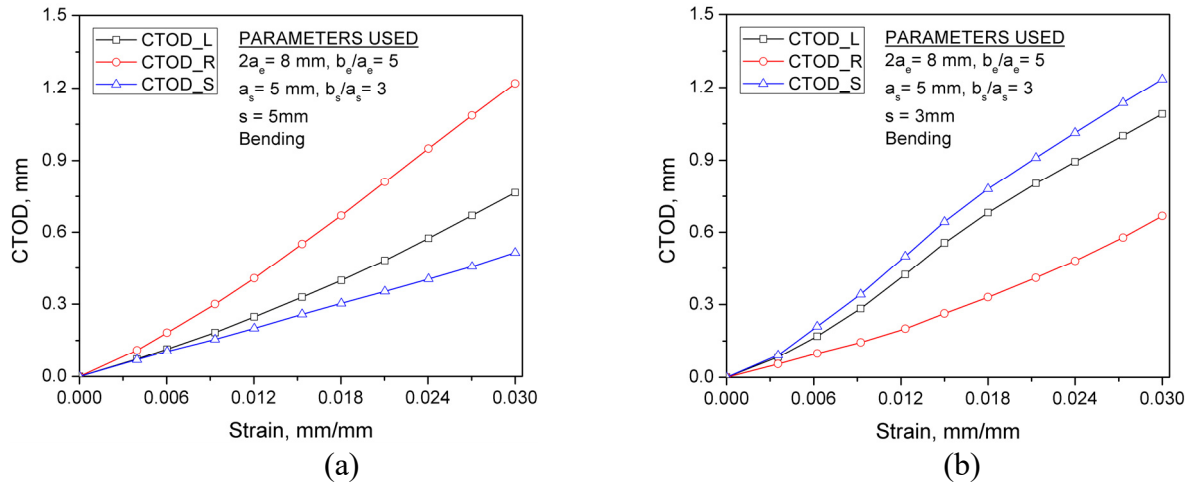 1.5
1.2
0.9
0.6
0.3
0.0
CTOD, mm
CTOD_L
CTOD_R
CTOD_S
PARAMETERS USED
2aₑ= 8 mm, bₑ/aₑ= 5
aₛ= 5 mm, bₛ/aₛ= 3
s = 5mm
Bending
0.000 0.006 0.012 0.018 0.024 0.030
Strain, mm/mm
(a)
1.5
1.2
0.9
0.6
0.3
0.0
CTOD, mm
CTOD_L
CTOD_R
CTOD_S
PARAMETERS USED
2aₑ= 8 mm, bₑ/aₑ= 5
aₛ= 5 mm, bₛ/aₛ= 3
s = 3mm
Bending
0.000 0.006 0.012 0.018 0.024 0.030
Strain, mm/mm
(b)